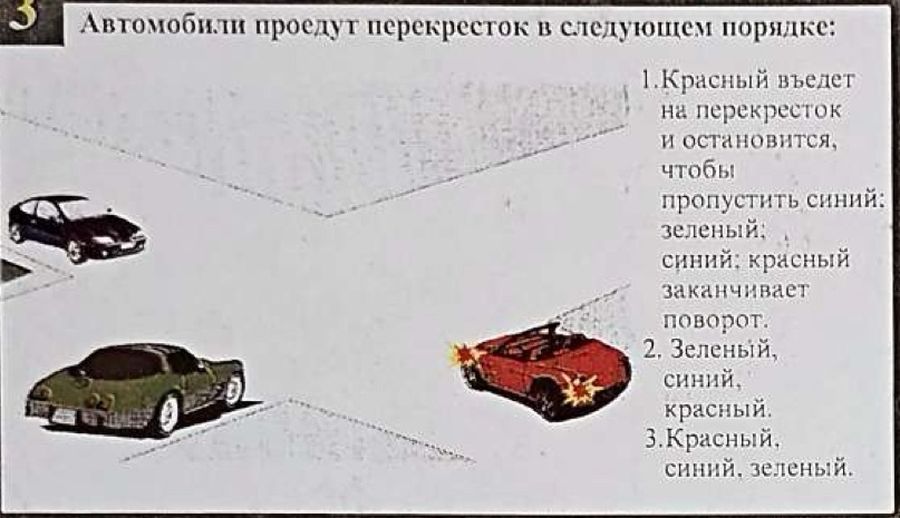 3
Автомобили проедут перекресток в следующем порядке:
1.Красный въедет
на перекресток
и остановится,
чтобы
пропустить синий;
зеленый;
синий; красный
заканчивает
поворот.
2. Зеленый,
синий,
красный.
3.Красный,
синий, зеленый.